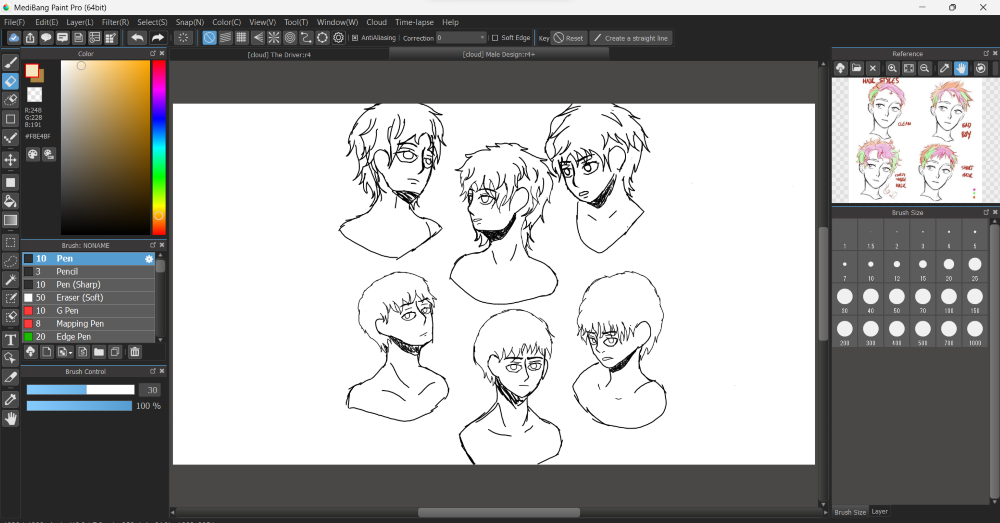 MediBang Paint Pro (64bit)
File(F) Edit(E) Layer(L) Filter(R) Select(S) Snap(N) Color(C) View(V) Tool(T) Window(W) Cloud Time-lapse Help
AntiAliasing Correction 0 Soft Edge Key Reset Create a straight line
Color
[cloud] The Driver:r4 [cloud] Male Design:r4+
Reference
R:248
G:228
B:191
#FBE4BF
HAIR STYLES
CLEAN
BAD
BOY
SHORT
HAIR
Brush: NONAME
10 Pen
3 Pencil
10 Pen (Sharp)
50 Eraser (Soft)
10 G Pen
8 Mapping Pen
20 Edge Pen
Brush Control
30
100 %
Brush Size
1 1.5 2 3 4 5
7 10 12 15 20 25
30 40 50 70 100 150
200 300 400 500 700 1000
Brush Size Layer